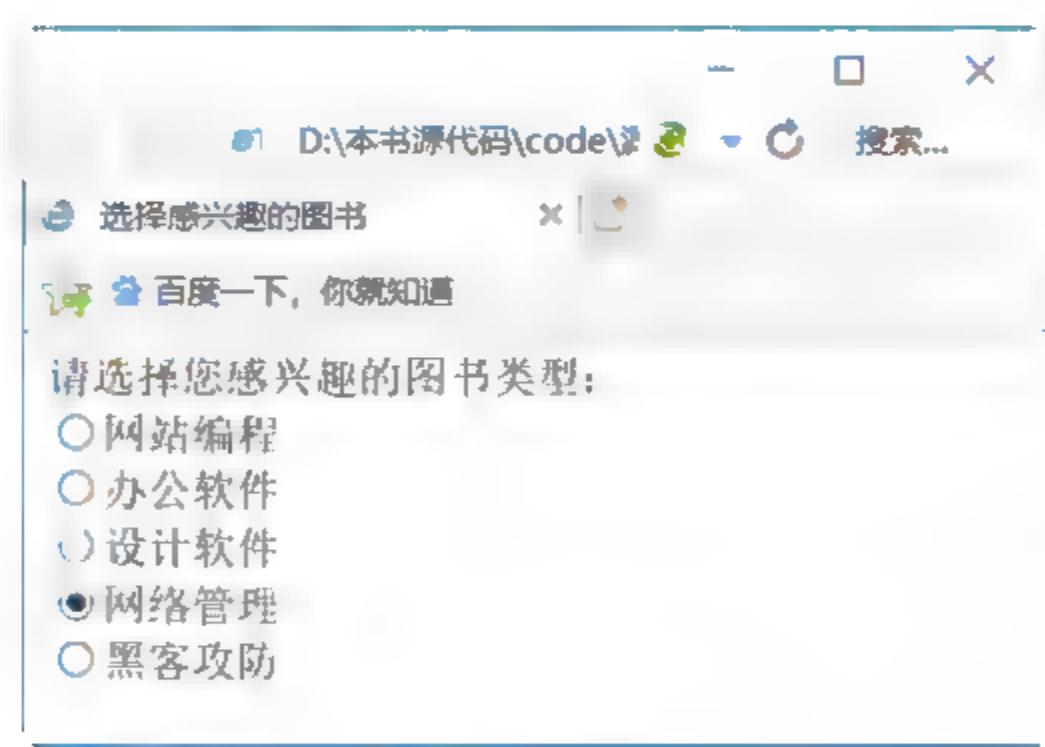 D:\本书源代码\code\ 搜索...
选择感兴趣的图书
百度一下，你就知道
请选择您感兴趣的图书类型：
网站编程
办公软件
设计软件
网络管理
黑客攻防